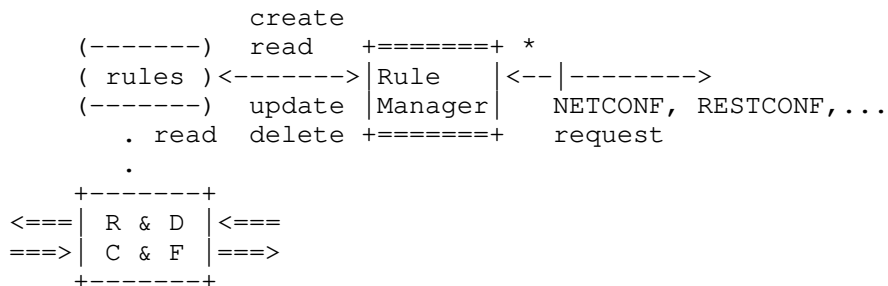 create
     (-------)  read   +=======+ *
     ( rules )<------->|Rule   |<--|-------->
     (-------)  update |Manager|   NETCONF, RESTCONF,...
        . read  delete +=======+   request
        .
     +-------+
<===| R & D |<===
===>| C & F |===>
     +-------+